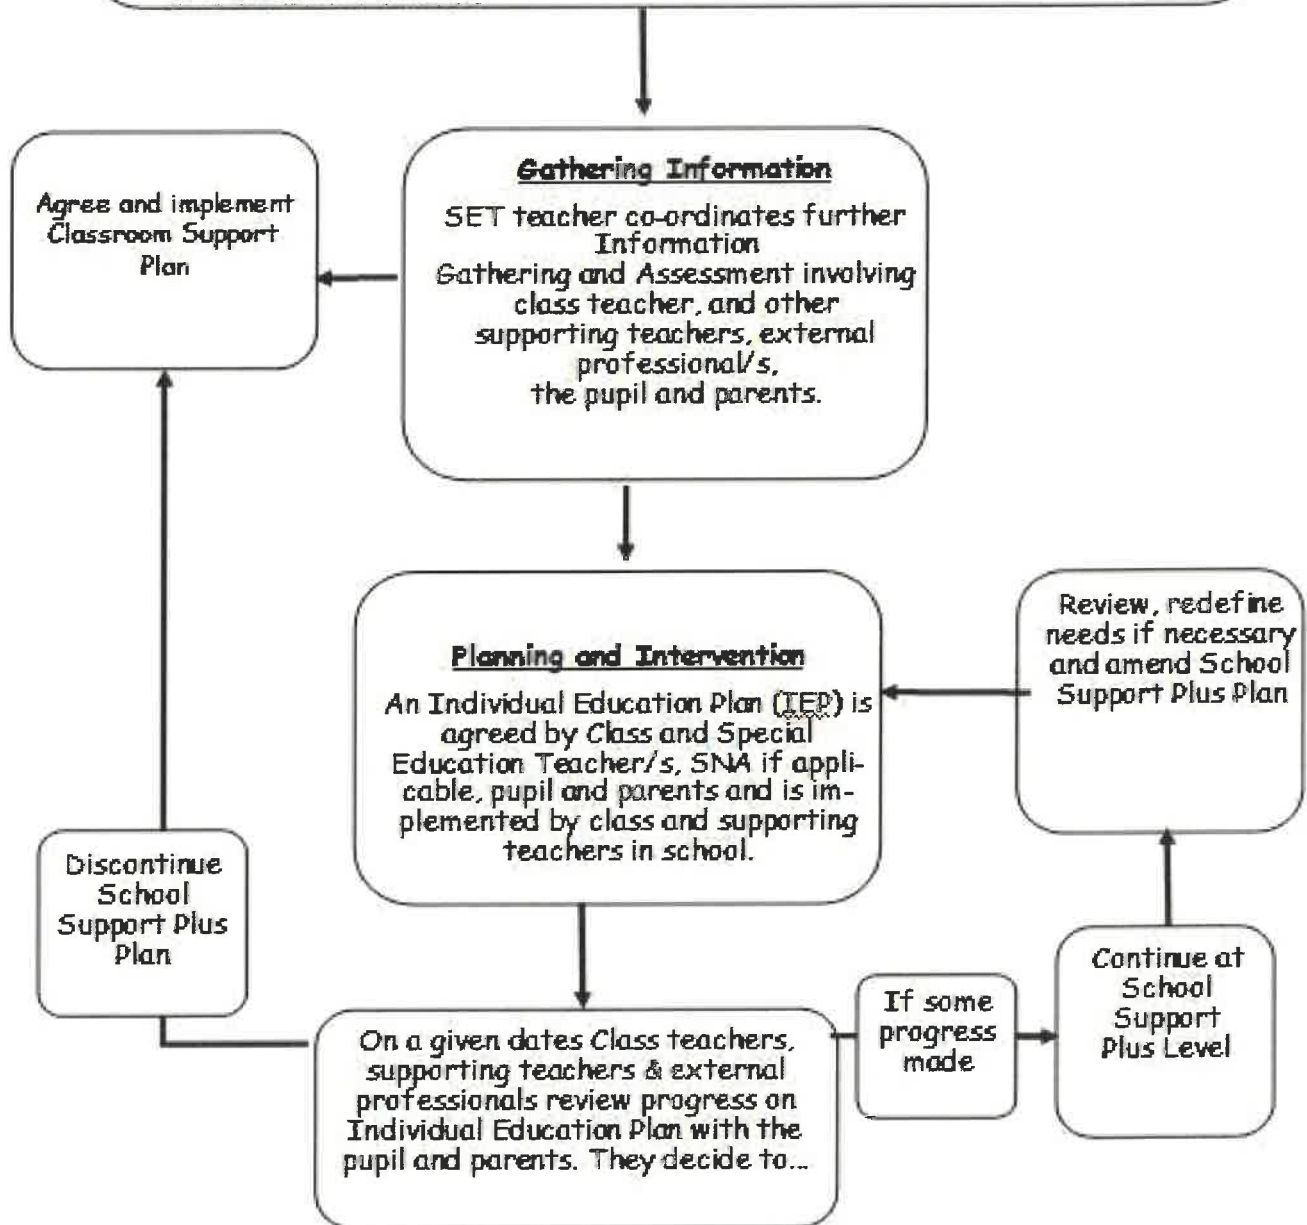 Gathering Information
SET teacher co-ordinates further
Information
Gathering and Assessment involving
class teacher, and other
supporting teachers, external
professional/s,
the pupil and parents.
Agree and implement
Classroom Support
Plan
Planning and Intervention
An Individual Education Plan (IEP) is
agreed by Class and Special
Education Teacher/s, SNA if appli-
cable, pupil and parents and is im-
plemented by class and supporting
teachers in school.
Review, redefine
needs if necessary
and amend School
Support Plus Plan
Discontinue
School
Support Plus
Plan
On a given dates Class teachers,
supporting teachers & external
professionals review progress on
Individual Education Plan with the
pupil and parents. They decide to...
If some
progress
made
Continue at
School
Support
Plus Level